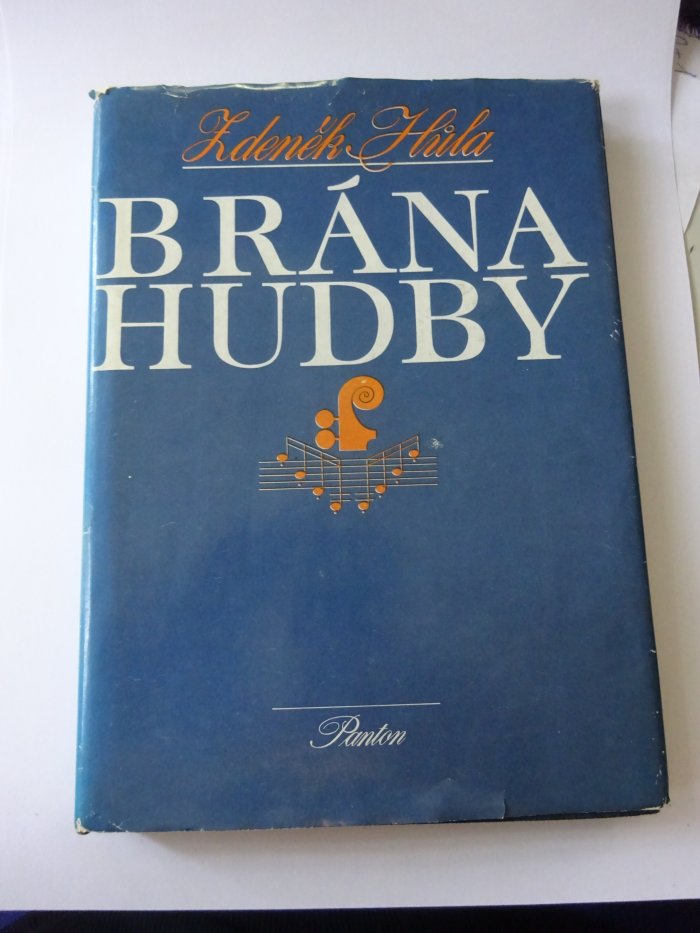 Zdeněk Hůla
BRÁNA
HUDBY
Panton